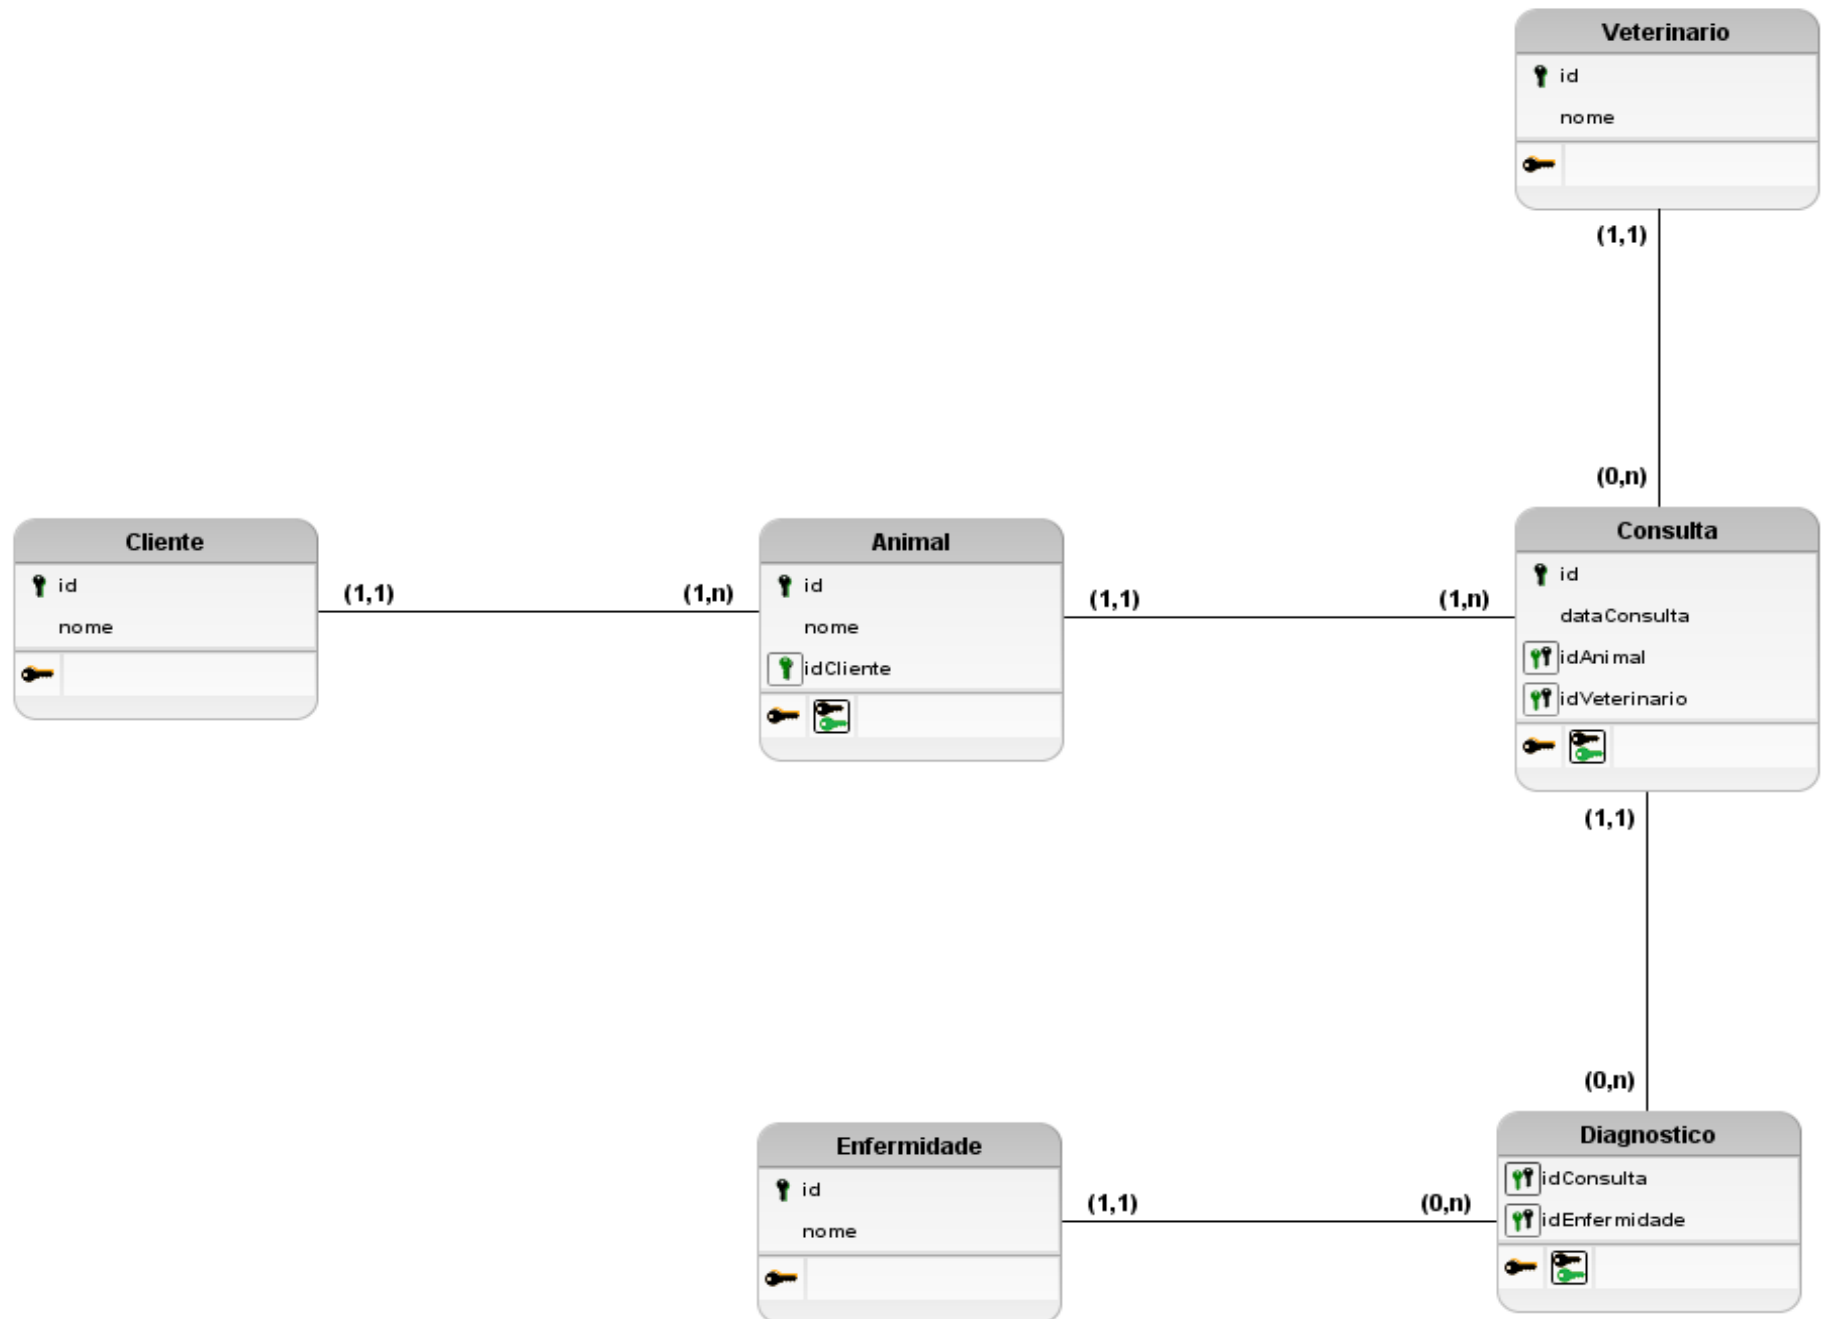 Veterinario
id
nome
(1,1)
(0,n)
Cliente
id
nome
(1,1)
(1,n)
Animal
id
nome
idCliente
(1,1)
(1,n)
Consulta
id
dataConsulta
idAnimal
idVeterinario
(1,1)
(0,n)
Enfermidade
id
nome
(1,1)
(0,n)
Diagnostico
idConsulta
idEnfermidade